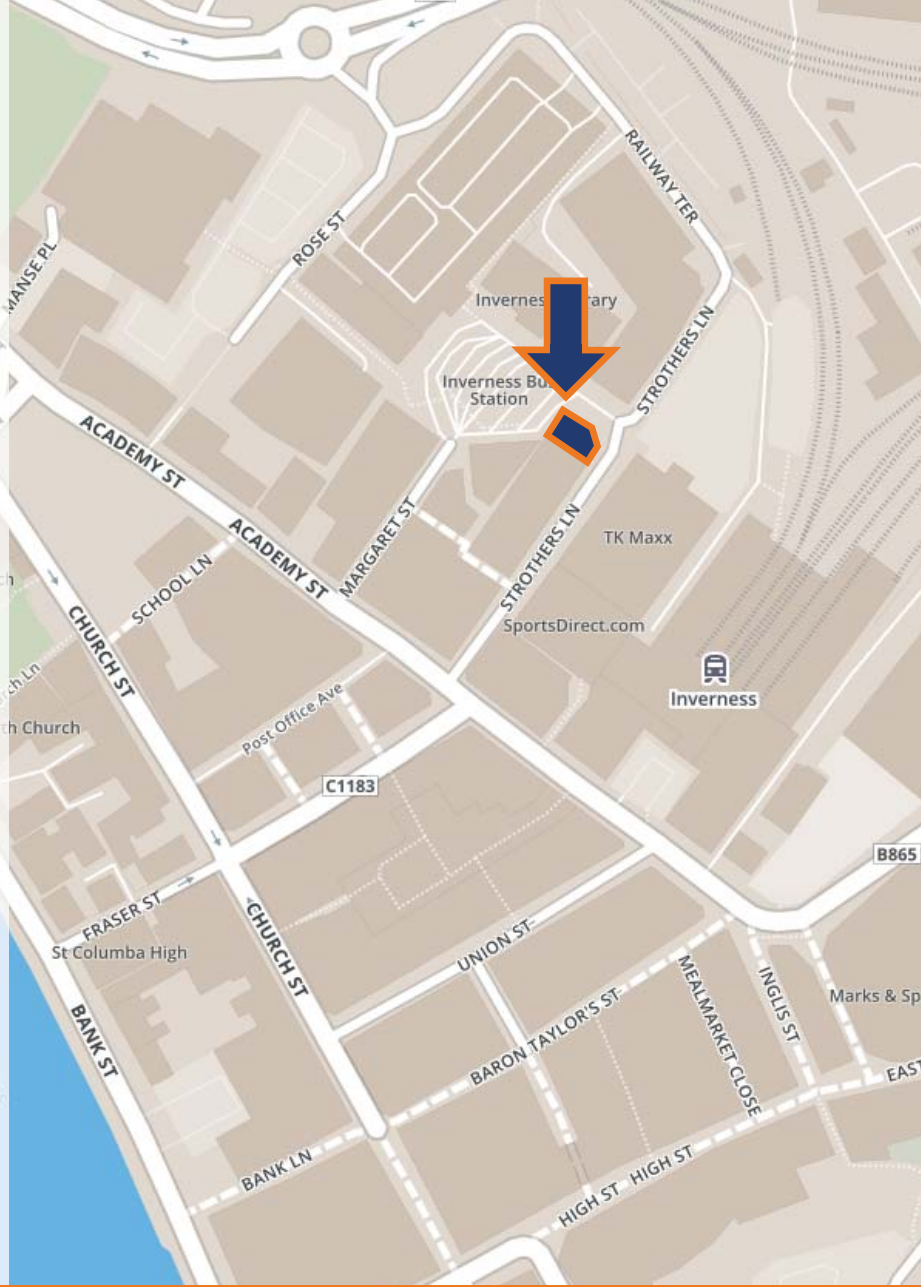 RAILWAY TER
ROSE ST
MANSE PL
Inverness Bus
Station
STROTHERS LN
ACADEMY ST
MARGARET ST
ACADEMY ST
TK Maxx
STROTHERS LN
SCHOOL LN
SportsDirect.com
CHURCH ST
Inverness
Post Office Ave
Church
C1183
B865
FRASER ST
CHURCH ST
St Columba High
UNION ST
MEALMARKET CLOSE
INGLIS ST
Marks & Sp
BANK ST
BARON TAYLOR'S ST
EAST
BANK LN
HIGH ST
HIGH ST